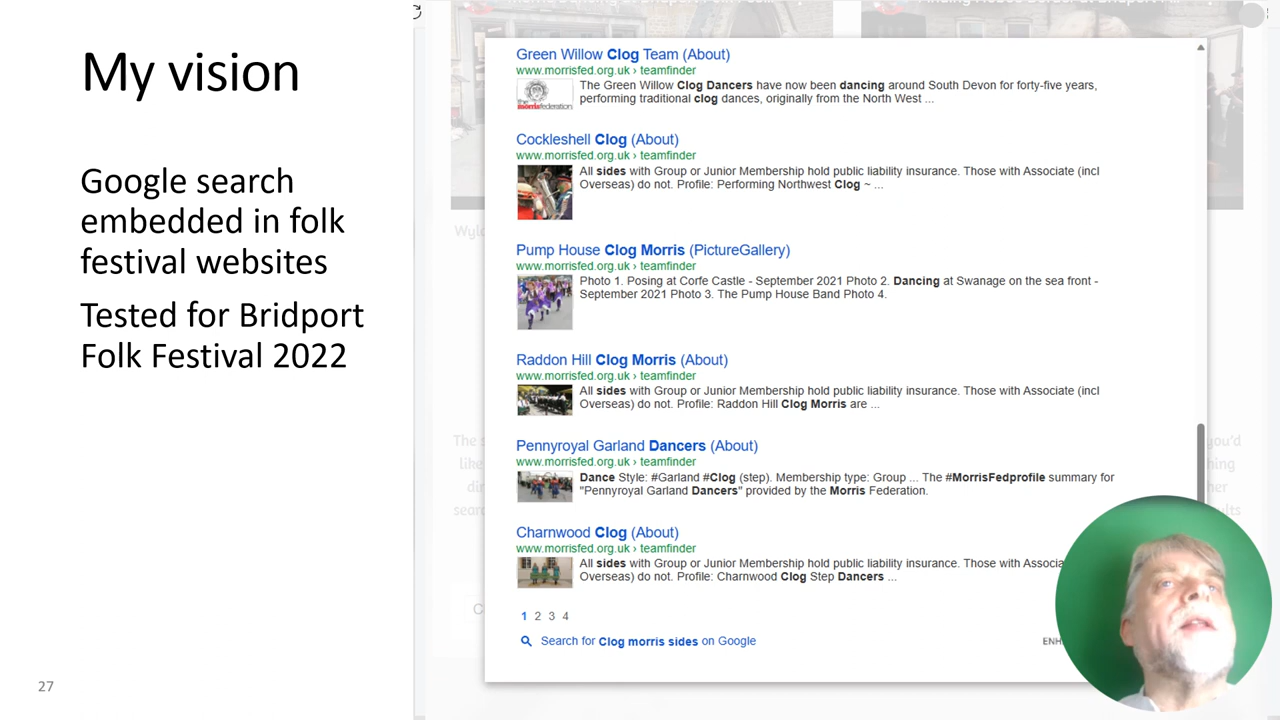 My vision
Google search
embedded in folk
festival websites
Tested for Bridport
Folk Festival 2022
27
Green Willow Clog Team (About)
www.morrisfed.org.uk › teamfinder
The Green Willow Clog Dancers have now been dancing around South Devon for forty-five years,
performing traditional clog dances, originally from the North West ...
Cockleshell Clog (About)
www.morrisfed.org.uk › teamfinder
All sides with Group or Junior Membership hold public liability insurance. Those with Associate (incl
Overseas) do not. Profile: Performing Northwest Clog ~ ...
Pump House Clog Morris (PictureGallery)
www.morrisfed.org.uk › teamfinder
Photo 1. Posing at Corfe Castle - September 2021 Photo 2. Dancing at Swanage on the sea front -
September 2021 Photo 3. The Pump House Band Photo 4.
Raddon Hill Clog Morris (About)
www.morrisfed.org.uk › teamfinder
All sides with Group or Junior Membership hold public liability insurance. Those with Associate (incl
Overseas) do not. Profile: Raddon Hill Clog Morris are ...
Pennyroyal Garland Dancers (About)
www.morrisfed.org.uk › teamfinder
Dance Style: #Garland #Clog (step). Membership type: Group ... The #MorrisFedprofile summary for
"Pennyroyal Garland Dancers" provided by the Morris Federation.
Charnwood Clog (About)
www.morrisfed.org.uk › teamfinder
All sides with Group or Junior Membership hold public liability insurance. Those with Associa
Overseas) do not. Profile: Charnwood Clog Step Dancers ...
1 2 3 4
Search for Clog morris sides on Google
ENH